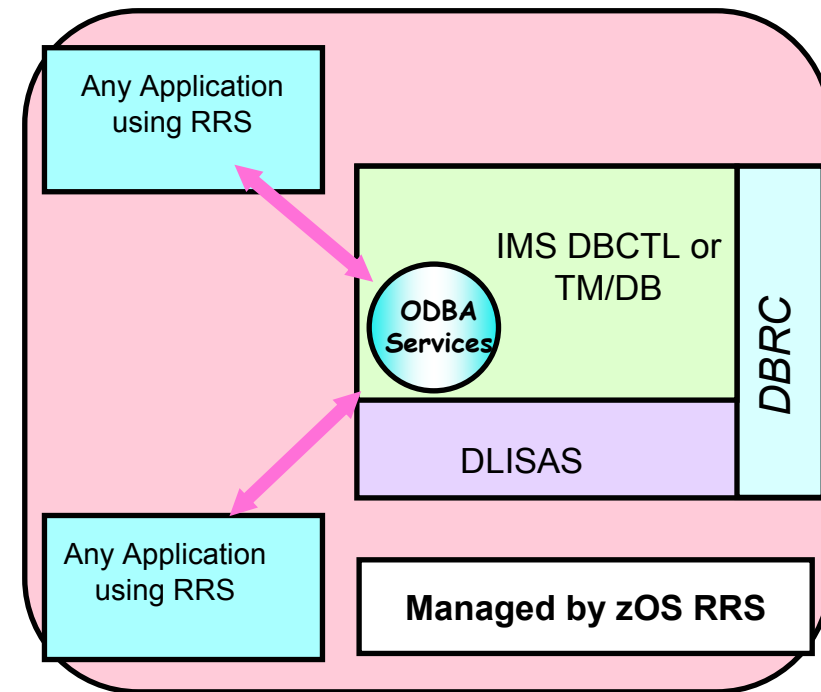 Any Application
using RRS
IMS DBCTL or
TM/DB
ODBA
Services
DBRC
DLISAS
Any Application
using RRS
Managed by zOS RRS